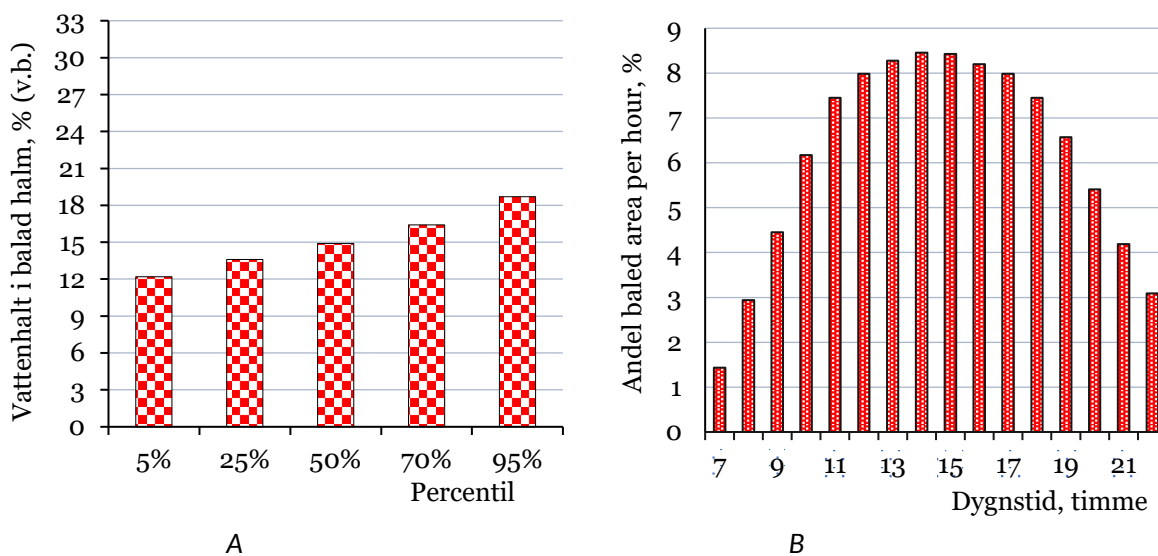 Vattenhalt i balad halm, % (v.b.)
33
30
27
24
21
18
15
12
9
6
3
0
5% 25% 50% 70% 95%
Percentil
A
Andel baled area per hour, %
9
8
7
6
5
4
3
2
1
0
7 9 11 13 15 17 19 21
Dygnstid, timme
B